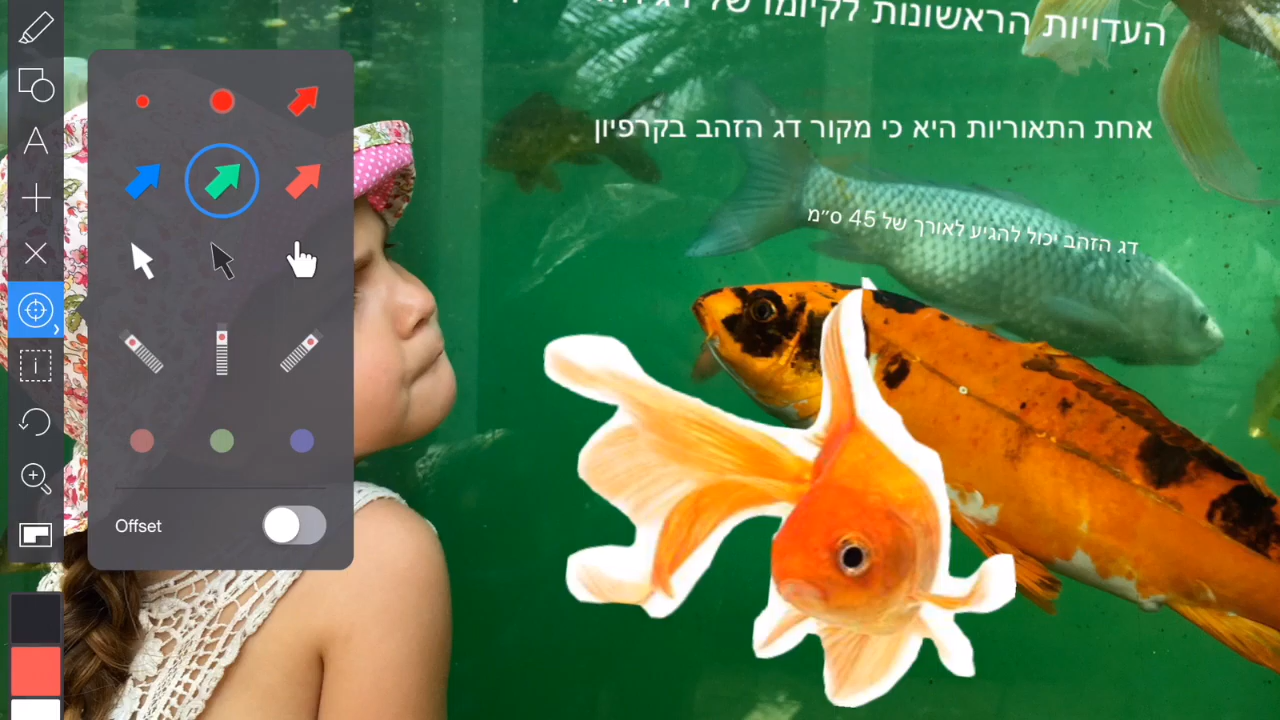 העדויות הראשונות לקיומו של דג
אחת התאוריות היא כי מקור דג הזהב בקרפיון
דג הזהב יכול להגיע לאורך של 45 ס״מ
A
Offset